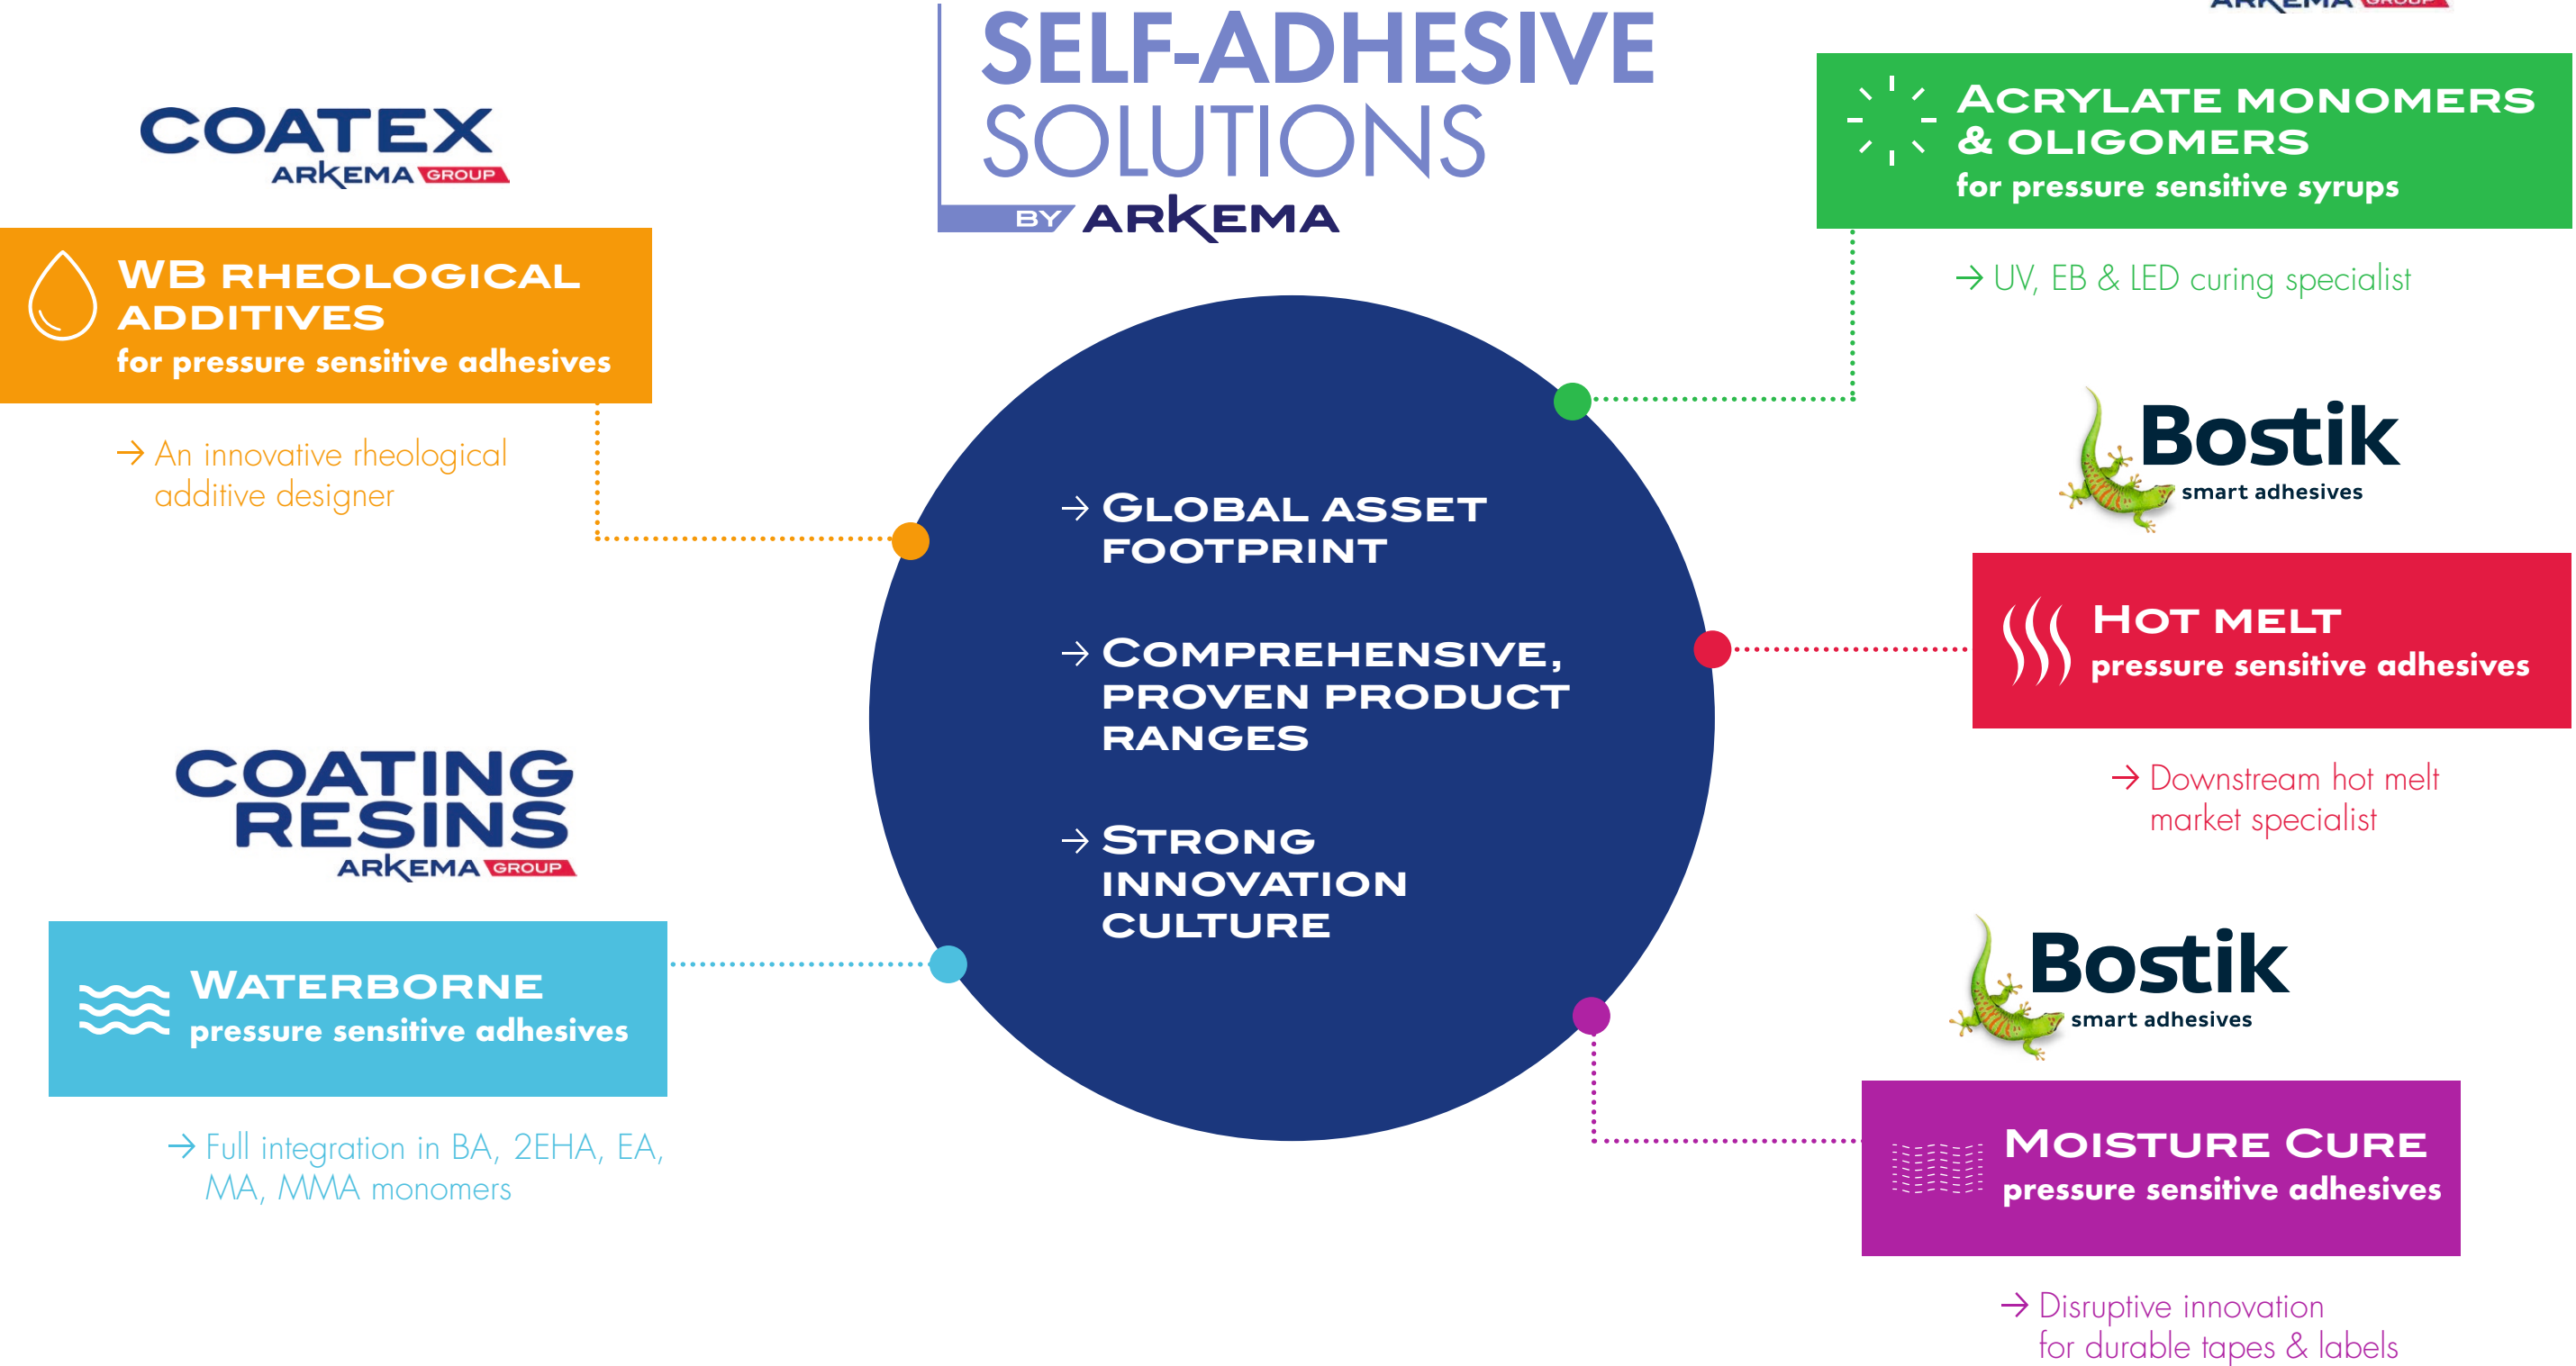 SELF-ADHESIVE
SOLUTIONS
BY ARKEMA
COATEX
ARKEMA GROUP
WB RHEOLOGICAL
ADDITIVES
for pressure sensitive adhesives
→ An innovative rheological
additive designer
COATING
RESINS
ARKEMA GROUP
WATERBORNE
pressure sensitive adhesives
→ Full integration in BA, 2EHA, EA,
MA, MMA monomers
→ GLOBAL ASSET
FOOTPRINT
→ COMPREHENSIVE,
PROVEN PRODUCT
RANGES
→ STRONG
INNOVATION
CULTURE
ARKEMA GROUP
ACRYLATE MONOMERS
& OLIGOMERS
for pressure sensitive syrups
→ UV, EB & LED curing specialist
Bostik
smart adhesives
HOT MELT
pressure sensitive adhesives
→ Downstream hot melt
market specialist
Bostik
smart adhesives
MOISTURE CURE
pressure sensitive adhesives
→ Disruptive innovation
for durable tapes & labels